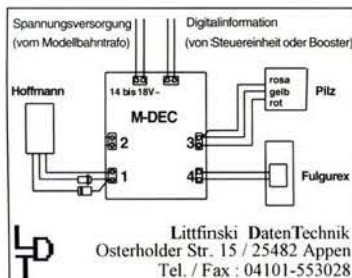 Spannungsversorgung
(vom Modellbahntrafo)
Digitalinformation
(von Steuereinheit oder Booster)
Hoffmann
14 bis 18V~
M-DEC
2
3
1
4
rosa
gelb
rot
Pilz
Fulgurex
LDT
Littfinski DatenTechnik
Osterholder Str. 15 / 25482 Appen
Tel. / Fax : 04101-553028